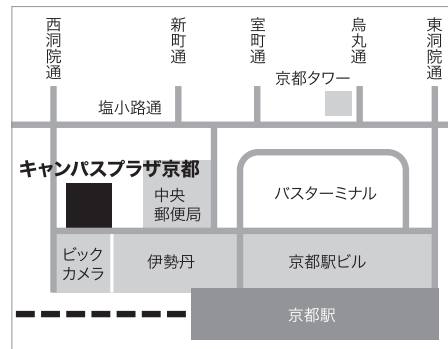 西洞院通
新町通
室町通
烏丸通
東洞院通
京都タワー
塩小路通
キャンパスプラザ京都
中央
郵便局
バスターミナル
ビック
カメラ
伊勢丹
京都駅ビル
京都駅